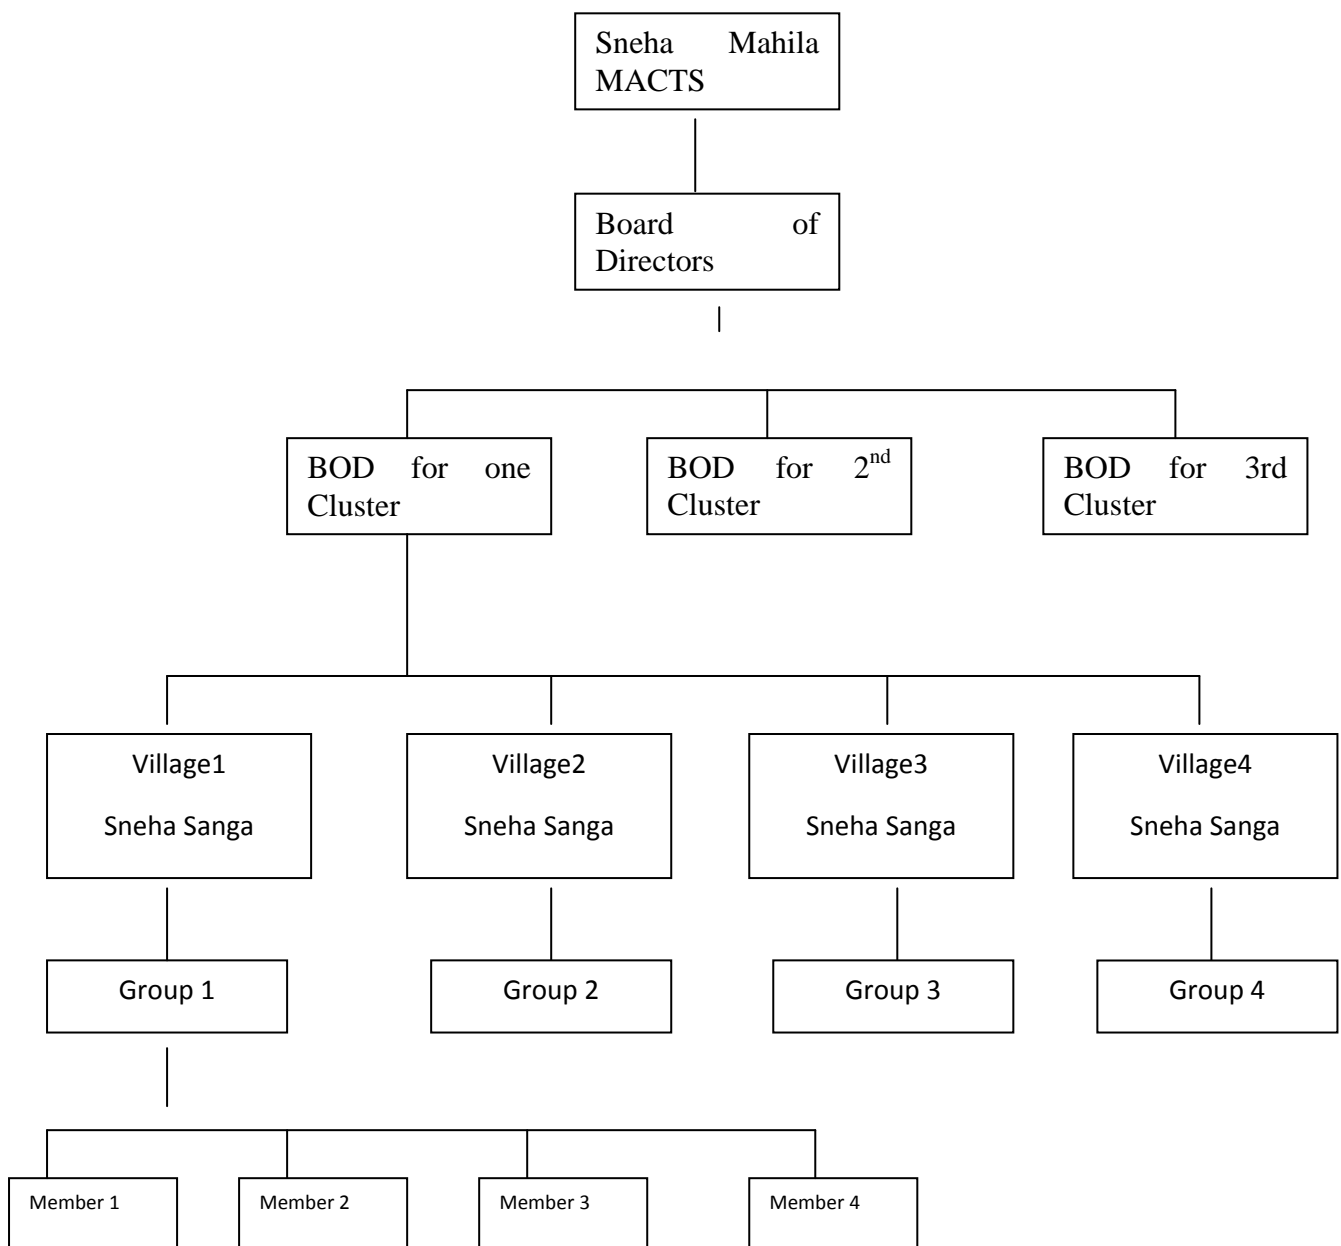 Sneha Mahila
MACTS
Board of
Directors
BOD for one
Cluster
BOD for 2nd
Cluster
BOD for 3rd
Cluster
Village1
Sneha Sanga
Village2
Sneha Sanga
Village3
Sneha Sanga
Village4
Sneha Sanga
Group 1
Group 2
Group 3
Group 4
Member 1
Member 2
Member 3
Member 4